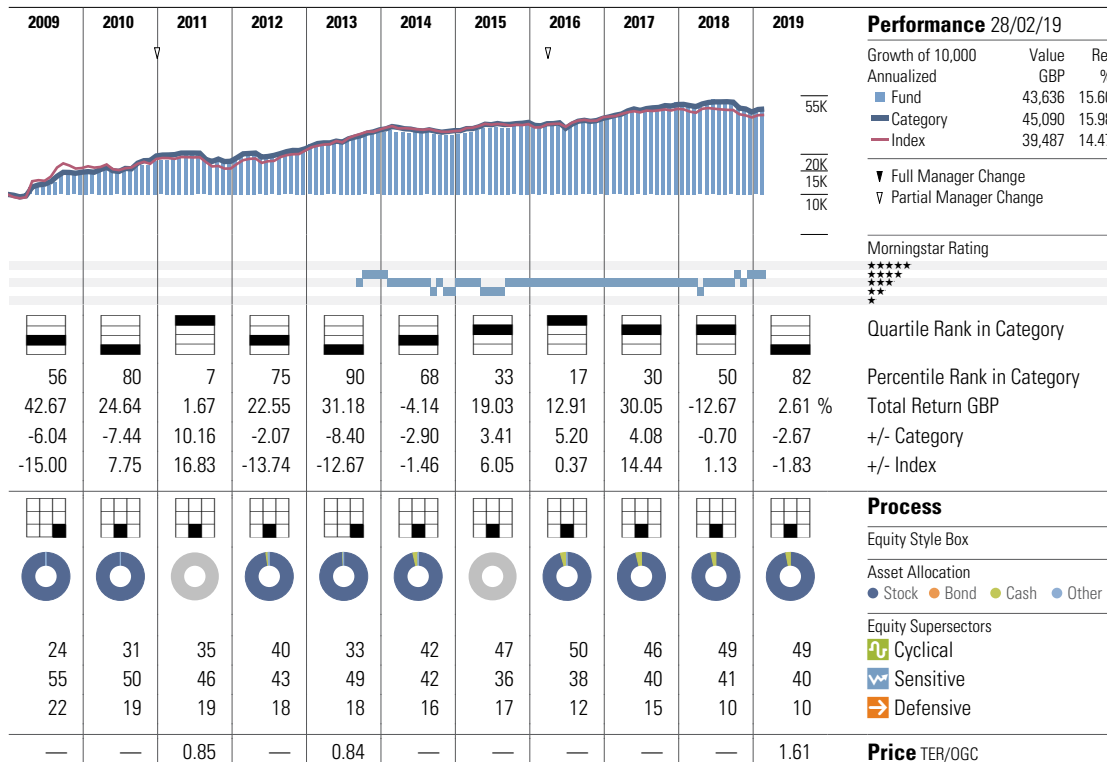 2009 2010 2011 2012 2013 2014 2015 2016 2017 2018 2019
Performance 28/02/19
Growth of 10,000 Value Re
Annualized GBP %
Fund 43,636 15.60
Category 45,090 15.98
Index 39,487 14.47
▼ Full Manager Change
▽ Partial Manager Change
55K
20K
15K
10K
Morningstar Rating
★★★★★
★★★★
★★★
★★
★
Quartile Rank in Category
56 80 7 75 90 68 33 17 30 50 82 Percentile Rank in Category
42.67 24.64 1.67 22.55 31.18 -4.14 19.03 12.91 30.05 -12.67 2.61 % Total Return GBP
-6.04 -7.44 10.16 -2.07 -8.40 -2.90 3.41 5.20 4.08 -0.70 -2.67 +/- Category
-15.00 7.75 16.83 -13.74 -12.67 -1.46 6.05 0.37 14.44 1.13 -1.83 +/- Index
Process
Equity Style Box
Asset Allocation
Stock Bond Cash Other
Equity Supersectors
24 31 35 40 33 42 47 50 46 49 49 Cyclical
55 50 46 43 49 42 36 38 40 41 40 Sensitive
22 19 19 18 18 16 17 12 15 10 10 Defensive
— — 0.85 — 0.84 — — — — — 1.61 Price TER/OGC